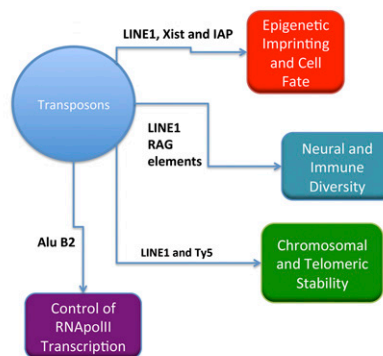 LINE1, Xist and IAP
Epigenetic
Imprinting
and Cell
Fate
Transposons
LINE1
RAG
elements
Neural and
Immune
Diversity
Alu B2
LINE1 and Ty5
Chromosomal
and Telomeric
Stability
Control of
RNApolII
Transcription